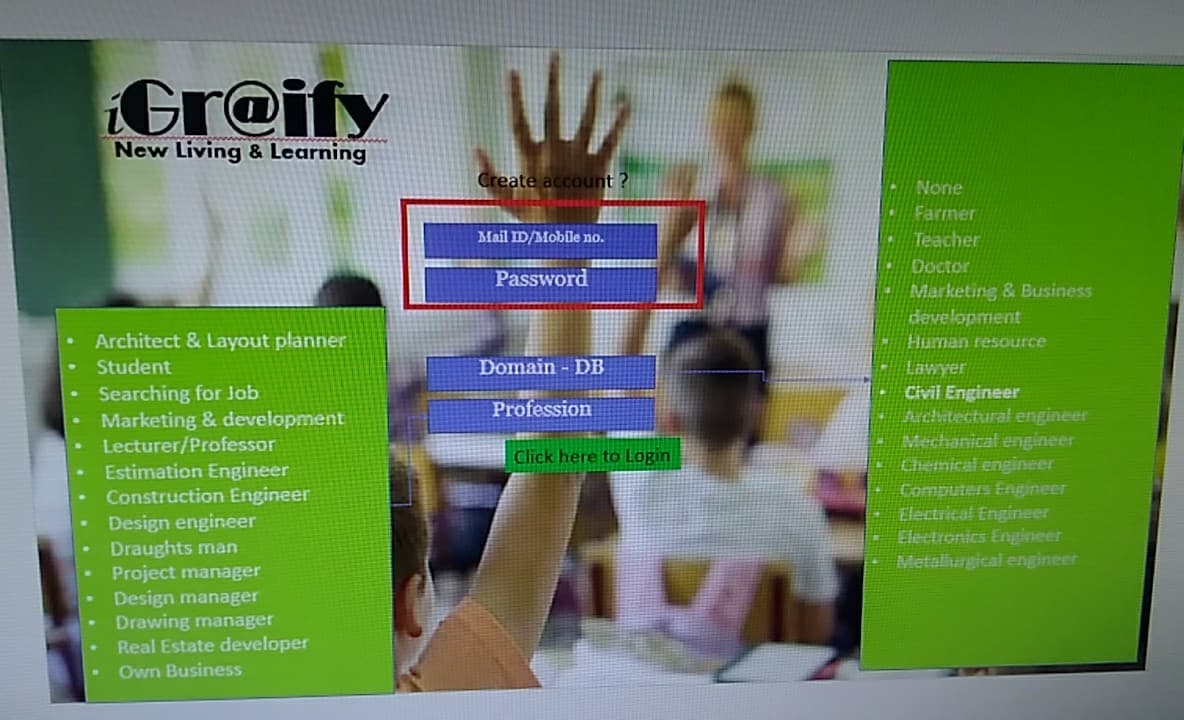 iGr@ify
New Living & Learning
Create account ?
Mail ID/Mobile no.
Password
Domain - DB
Profession
Click here to Login
• Architect & Layout planner
• Student
• Searching for Job
• Marketing & development
• Lecturer/Professor
• Estimation Engineer
• Construction Engineer
• Design engineer
• Draughts man
• Project manager
• Design manager
• Drawing manager
• Real Estate developer
• Own Business
• None
• Farmer
• Teacher
• Doctor
• Marketing & Business
development
• Human resource
• Lawyer
• Civil Engineer
• Architectural engineer
• Mechanical engineer
• Chemical engineer
• Computers Engineer
• Electrical Engineer
• Electronics Engineer
• Metallurgical engineer